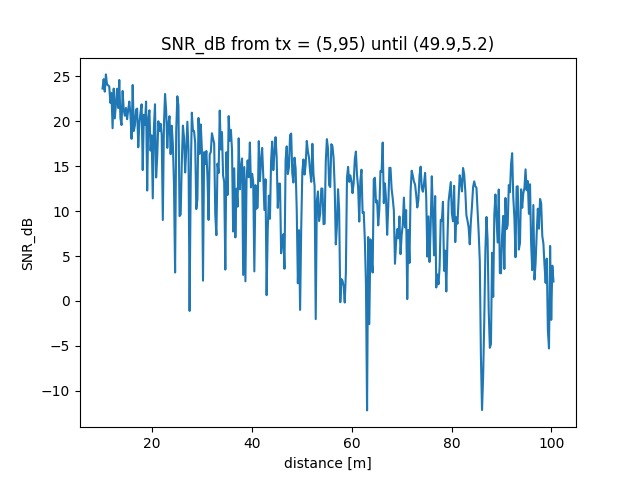 SNR_dB from tx = (5,95) until (49.9,5.2)
25
20
15
10
5
0
−5
−10
SNR_dB
20 40 60 80 100
distance [m]